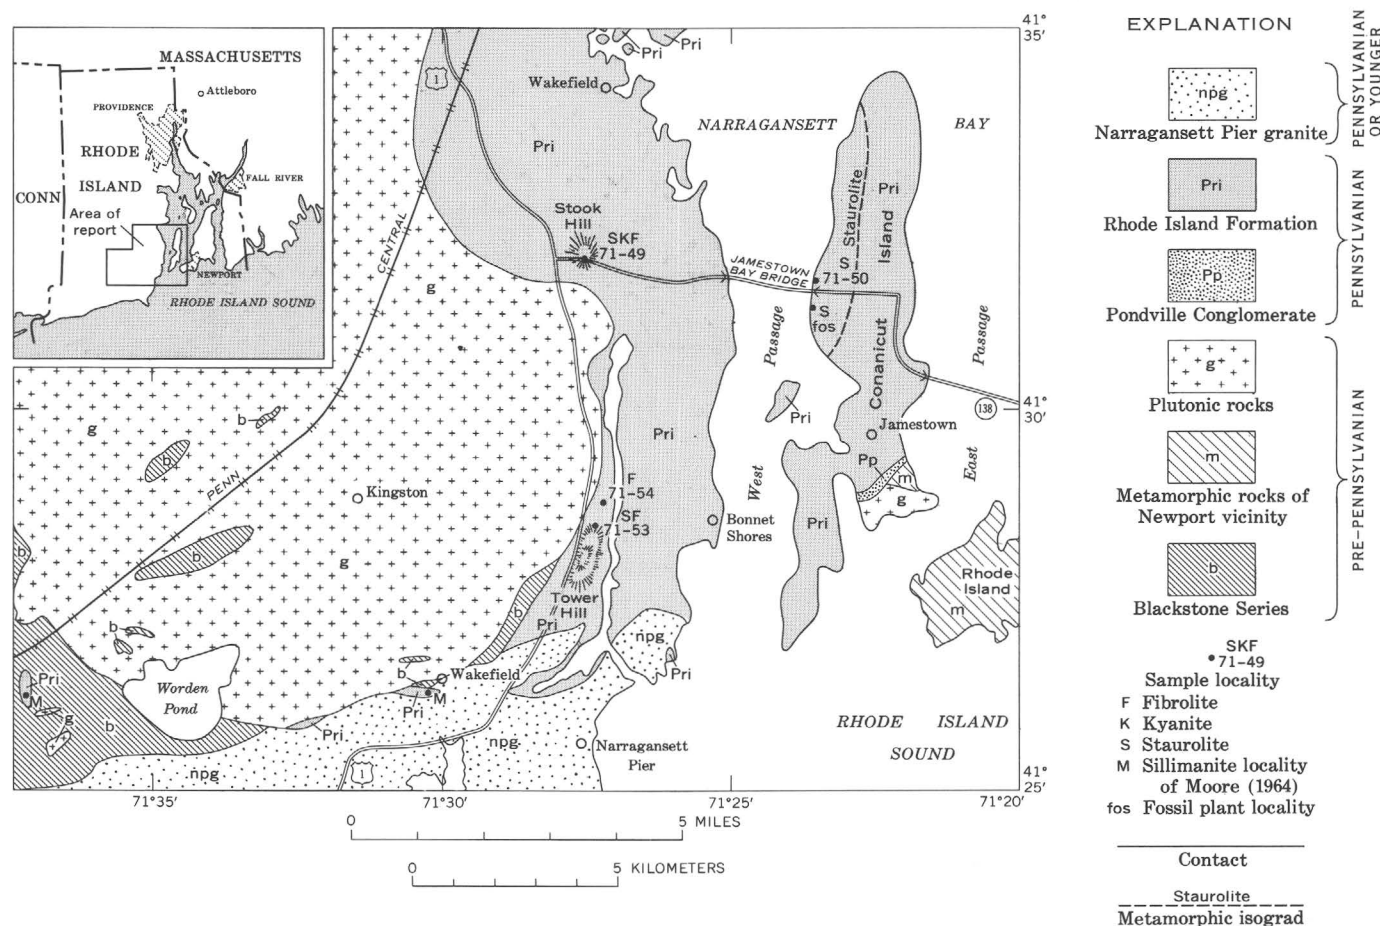 MASSACHUSETTS
Attleboro
PROVIDENCE
RHODE
ISLAND
FALL RIVER
CONN
Area of
report
NEWPORT
RHODE ISLAND SOUND
1
Pri
Pri
41°
35′
Wakefield
NARRAGANSETT
BAY
Pri
Staurolite
Pri
Island
Stook
Hill
SKF
71–49
CENTRAL
JAMESTOWN
BAY BRIDGE
S
71–50
S
fos
g
Passage
Conanicut
Passage
138
41°
30′
Pri
Jamestown
b
g
b
Pri
Pp
m
g
East
PENN
Kingston
F
71–54
SF
71–53
West
Bonnet
Shores
Pri
b
b
g
Rhode
Island
m
Tower
Hill
b
Pri
npg
Pri
b
Pri
M
g
b
Worden
Pond
b
Wakefield
M
Pri
Pri
RHODE ISLAND
SOUND
npg
npg
1
Narragansett
Pier
41°
25′
71°35′
71°30′
71°25′
71°20′
0 5 MILES
0 5 KILOMETERS
EXPLANATION
npg
Narragansett Pier granite
PENNSYLVANIAN
OR YOUNGER
Pri
Rhode Island Formation
Pp
Pondville Conglomerate
PENNSYLVANIAN
g
Plutonic rocks
m
Metamorphic rocks of
Newport vicinity
b
Blackstone Series
PRE–PENNSYLVANIAN
SKF
71–49
Sample locality
F Fibrolite
K Kyanite
S Staurolite
M Sillimanite locality
of Moore (1964)
fos Fossil plant locality
Contact
Staurolite
Metamorphic isograd